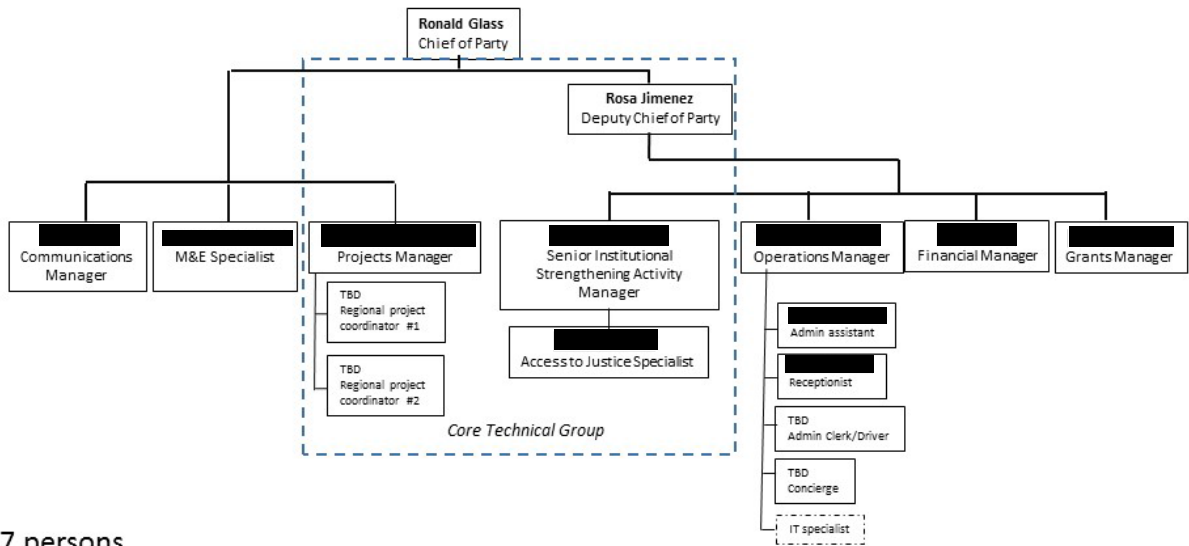 Ronald Glass
Chief of Party
Rosa Jimenez
Deputy Chief of Party
Communications
Manager
M&E Specialist
Projects Manager
Senior Institutional
Strengthening Activity
Manager
Operations Manager
Financial Manager
Grants Manager
TBD
Regional project
coordinator #1
TBD
Regional project
coordinator #2
Access to Justice Specialist
Admin assistant
Receptionist
TBD
Admin Clerk/Driver
TBD
Concierge
IT specialist
Core Technical Group
7 persons